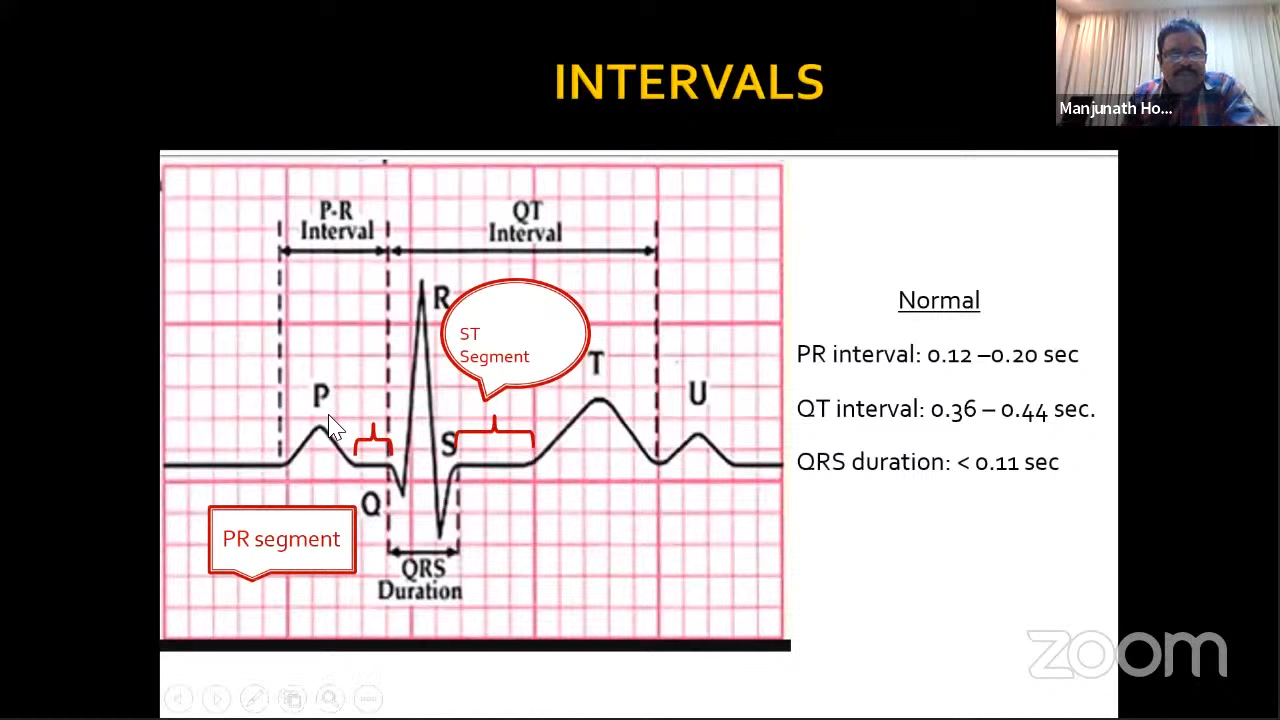 INTERVALS
Manjunath Ho...
P-R
Interval
QT
Interval
R
ST
Segment
T
P
U
S
Q
PR segment
QRS
Duration
Normal
PR interval: 0.12 –0.20 sec
QT interval: 0.36 – 0.44 sec.
QRS duration: < 0.11 sec
zoom